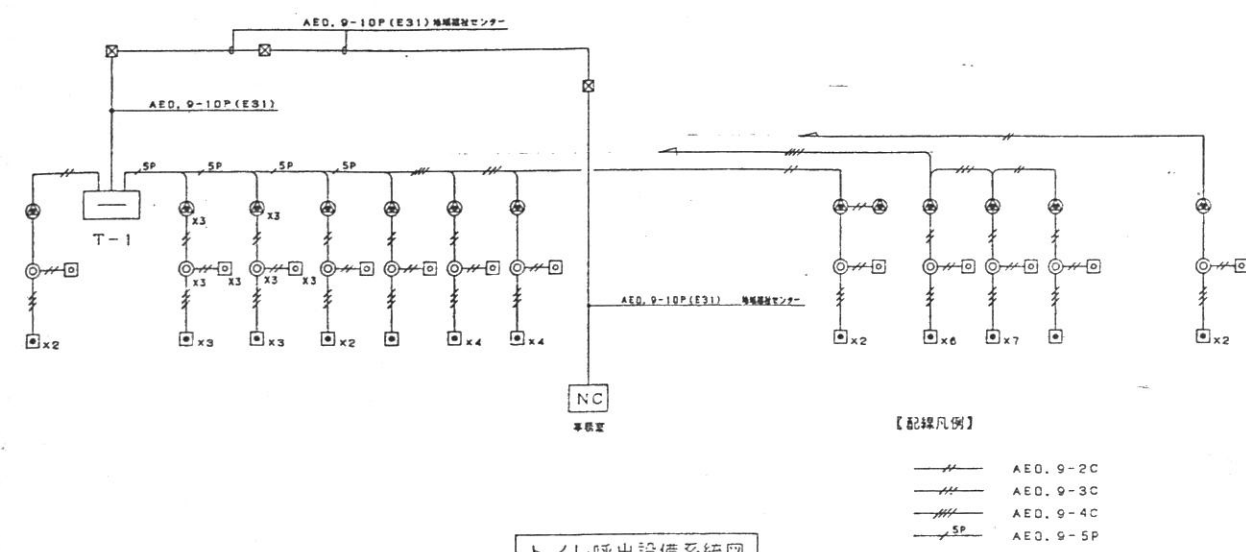 AE0.9-10P(E31)地域福祉センター
AE0.9-10P(E31)
5P 5P 5P 5P
T-1
x3 x3
x3 x3 x3 x3
AE0.9-10P(E31) 地域福祉センター
x2 x3 x3 x2 x4 x4 x2 x6 x7 x2
NC
事務室
【配線凡例】
AE0.9-2C
AE0.9-3C
AE0.9-4C
5P AE0.9-5P
トイレ呼出設備系統図